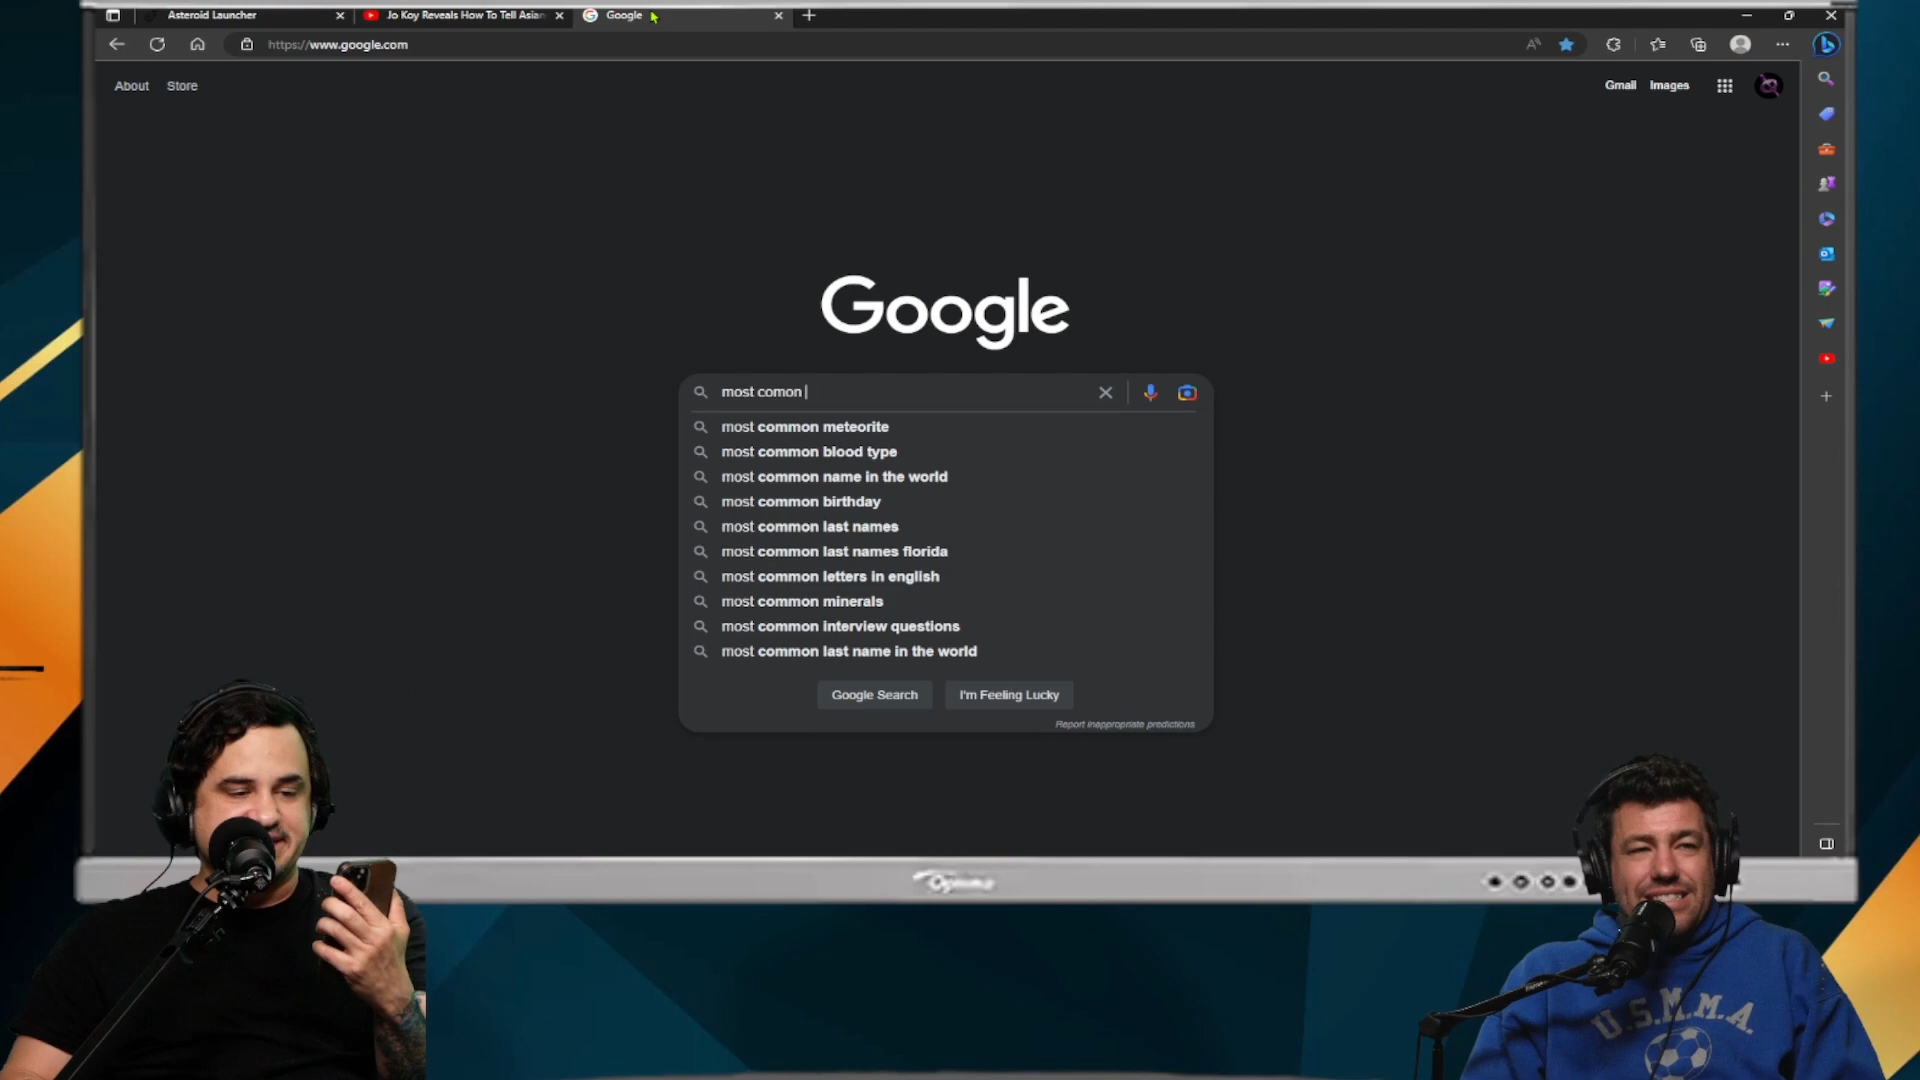 Asteroid Launcher
Jo Koy Reveals How To Tell Asian
Google
https://www.google.com
About
Store
Gmail
Images
Google
most comon
most common meteorite
most common blood type
most common name in the world
most common birthday
most common last names
most common last names florida
most common letters in english
most common minerals
most common interview questions
most common last name in the world
Google Search
I'm Feeling Lucky
Report inappropriate predictions
U.S.M.M.A.